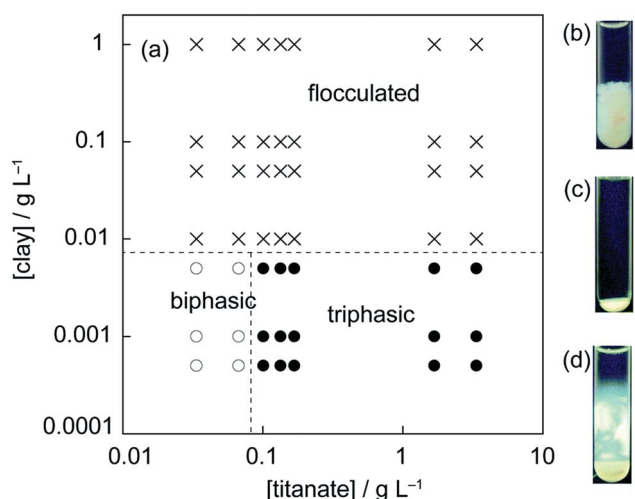 (a)
flocculated
biphasic
triphasic
1
0.1
0.01
0.001
0.0001
[clay] / g L⁻¹
0.01
0.1
1
10
[titanate] / g L⁻¹
(b)
(c)
(d)